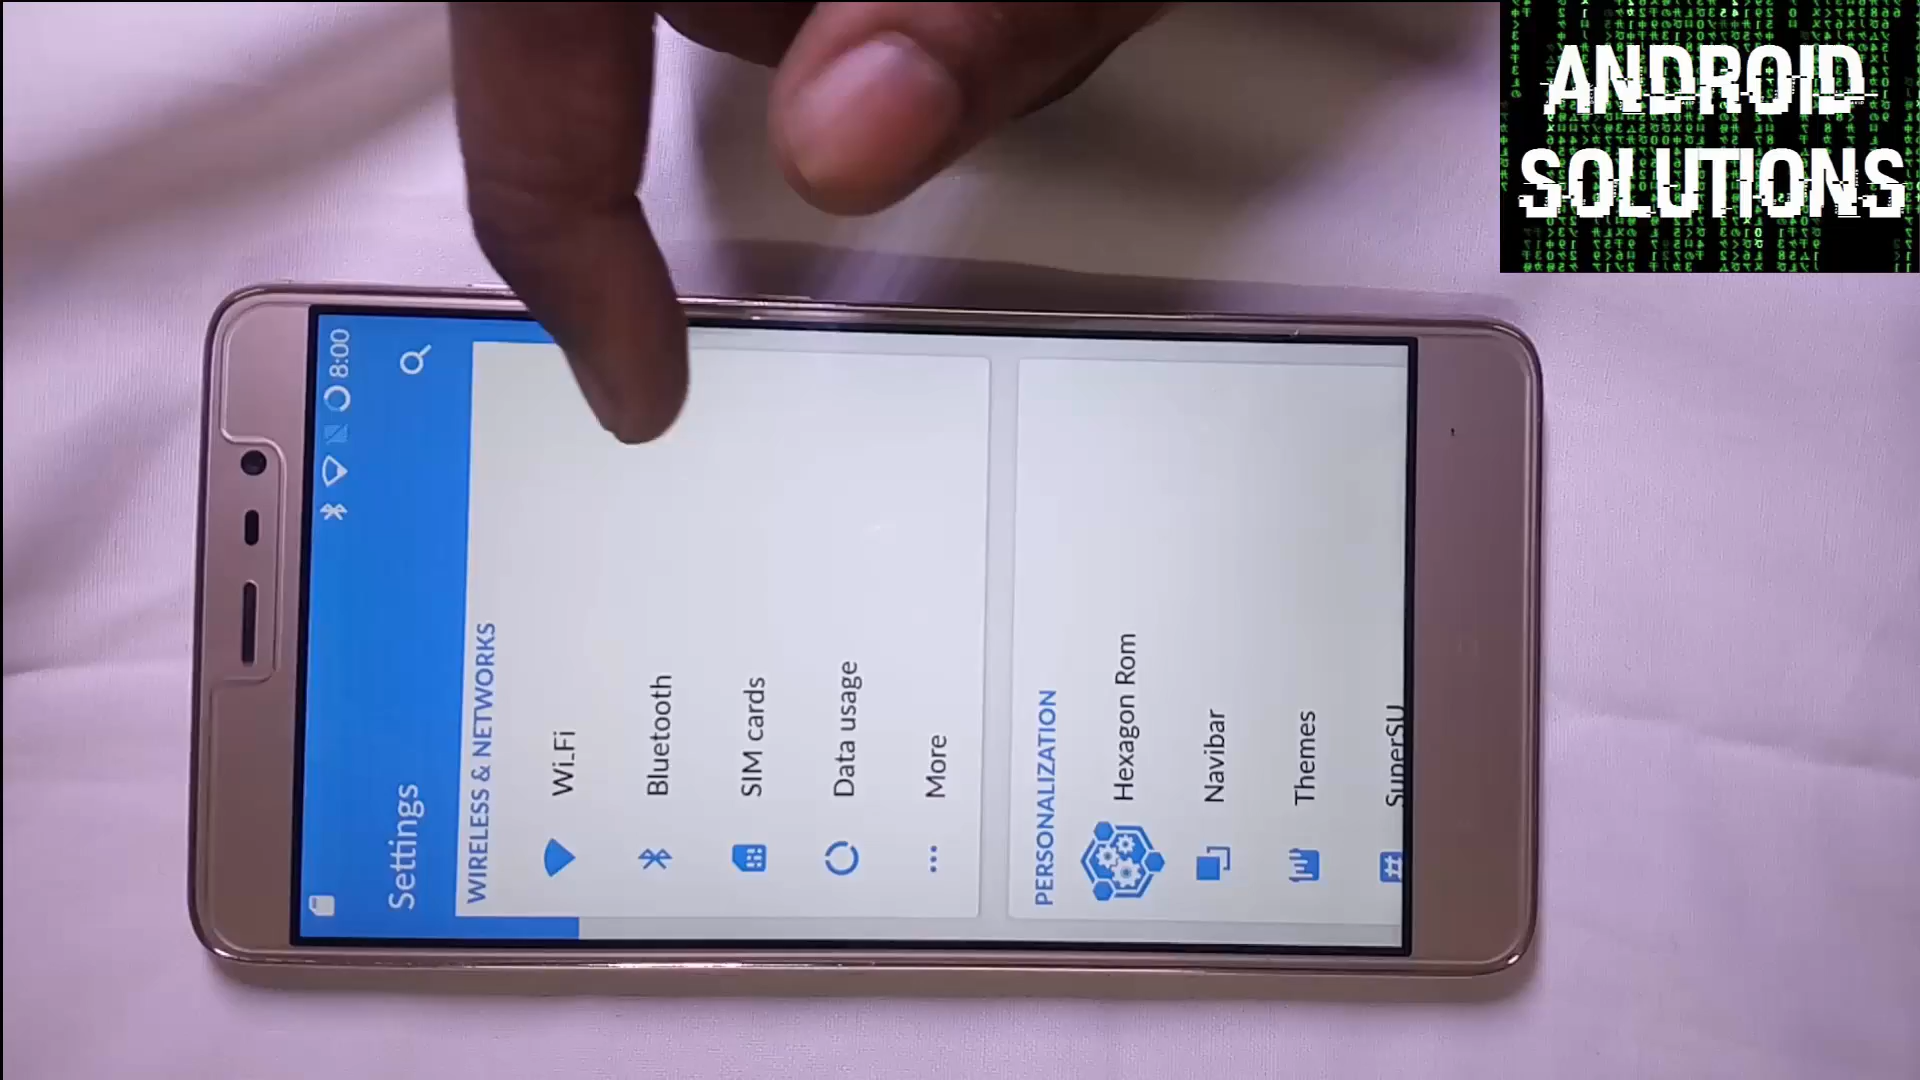 ANDROID
SOLUTIONS
8:00
Settings
WIRELESS & NETWORKS
Wi-Fi
Bluetooth
SIM cards
Data usage
More
PERSONALIZATION
Hexagon Rom
Navibar
Themes
SuperSU